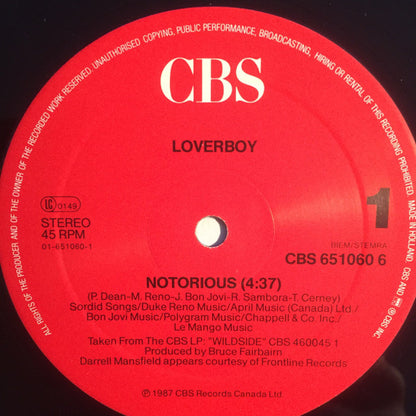 ALL RIGHTS OF THE PRODUCER AND OF THE OWNER OF THE RECORDED WORK RESERVED. UNAUTHORISED COPYING, PUBLIC PERFORMANCE, BROADCASTING, HIRING OR RENTAL OF THIS RECORDING PROHIBITED. MADE IN HOLLAND. CBS AND ARE ® CBS INC.
CBS
LOVERBOY
LC 0149
STEREO
45 RPM
01-651060-1
1
BIEM/STEMRA
CBS 651060 6
NOTORIOUS (4:37)
(P. Dean-M. Reno-J. Bon Jovi-R. Sambora-T. Cerney)
Sordid Songs/Duke Reno Music/April Music (Canada) Ltd./
Bon Jovi Music/Polygram Music/Chappell & Co. Inc./
Le Mango Music
Taken From The CBS LP: "WILDSIDE" CBS 460045 1
Produced by Bruce Fairbairn
Darrell Mansfield appears courtesy of Frontline Records
℗ 1987 CBS Records Canada Ltd.